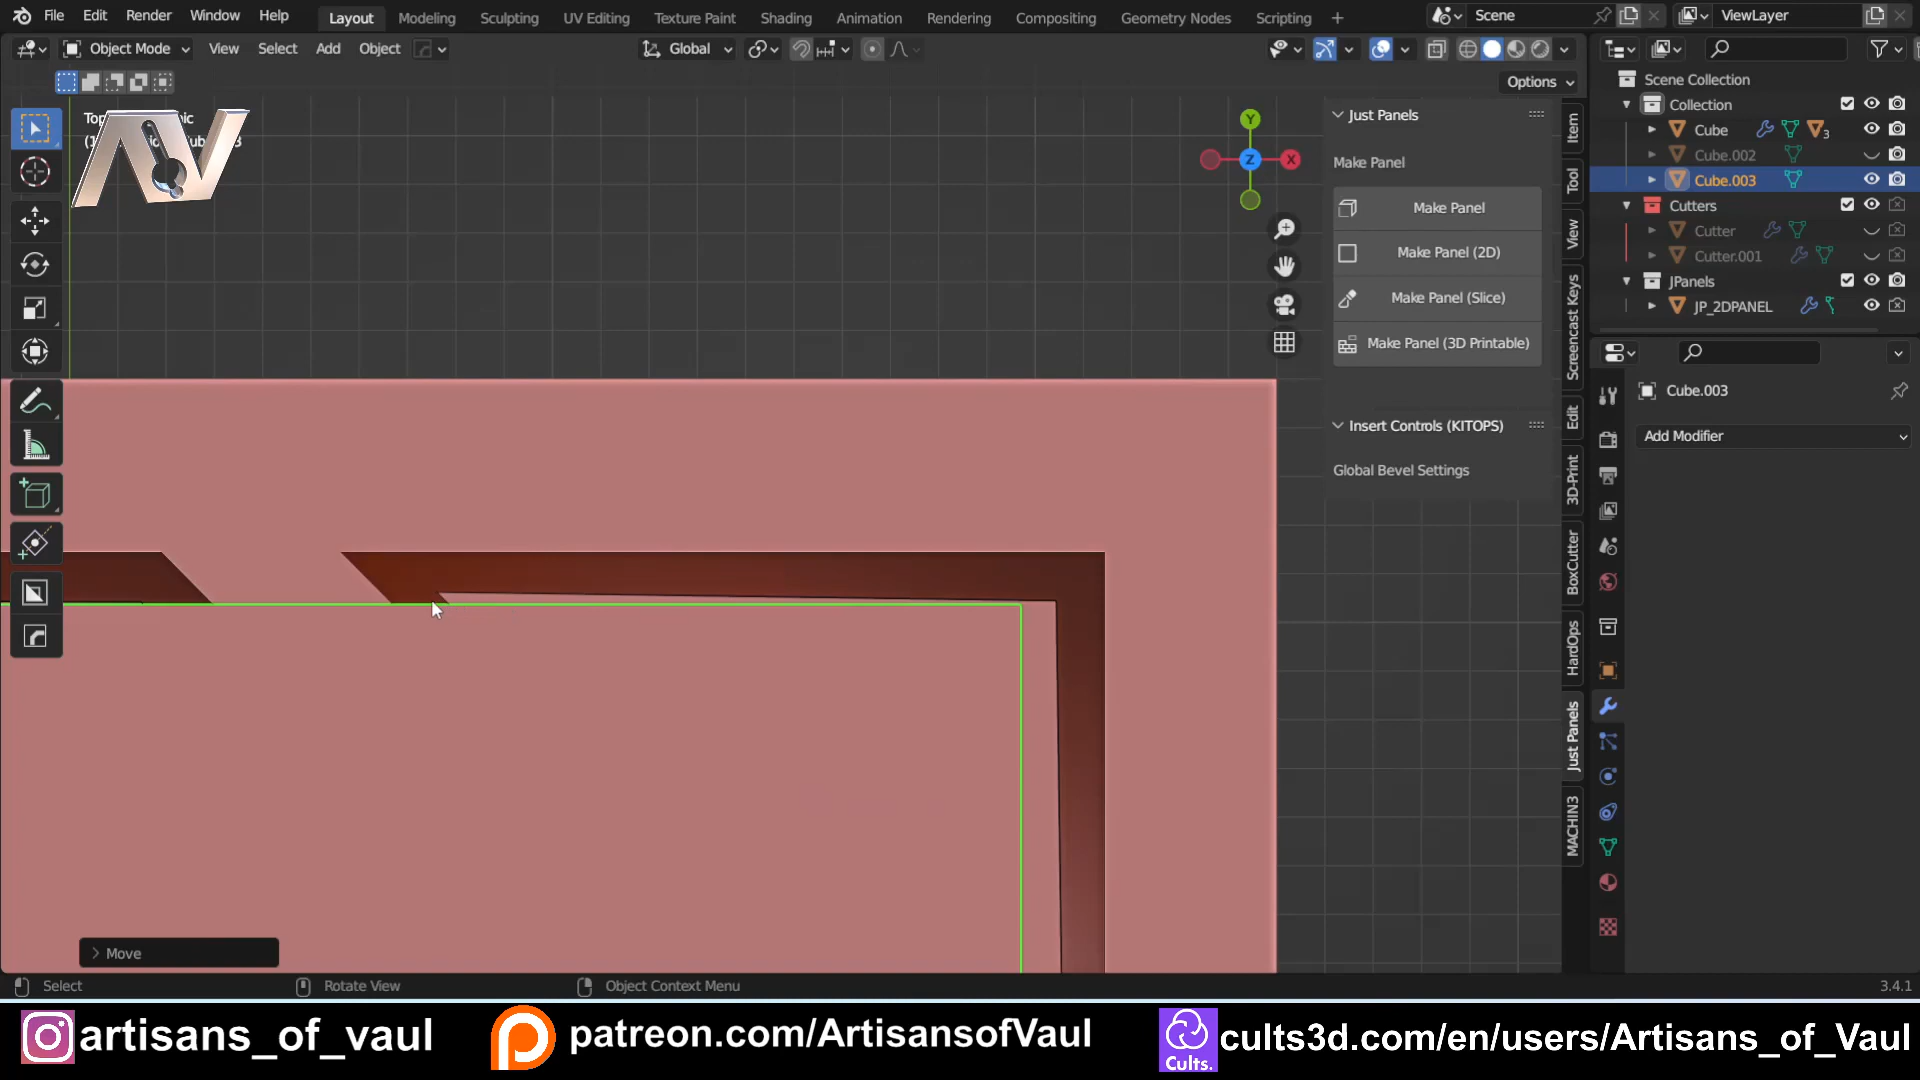 File Edit Render Window Help Layout Modeling Sculpting UV Editing Texture Paint Shading Animation Rendering Compositing Geometry Nodes Scripting + Scene ViewLayer
Object Mode View Select Add Object Global
Options
Y
X
Z
Just Panels
Make Panel
Make Panel
Make Panel (2D)
Make Panel (Slice)
Make Panel (3D Printable)
Insert Controls (KITOPS)
Global Bevel Settings
Item
Tool
View
Screencast Keys
Edit
3D-Print
BoxCutter
HardOps
Just Panels
MACHIN3
Scene Collection
Collection
Cube 3
Cube.002
Cube.003
Cutters
Cutter
Cutter.001
JPanels
JP_2DPANEL
Cube.003
Add Modifier
Move
Select Rotate View Object Context Menu 3.4.1
artisans_of_vaul patreon.com/ArtisansofVaul Cults. cults3d.com/en/users/Artisans_of_Vaul